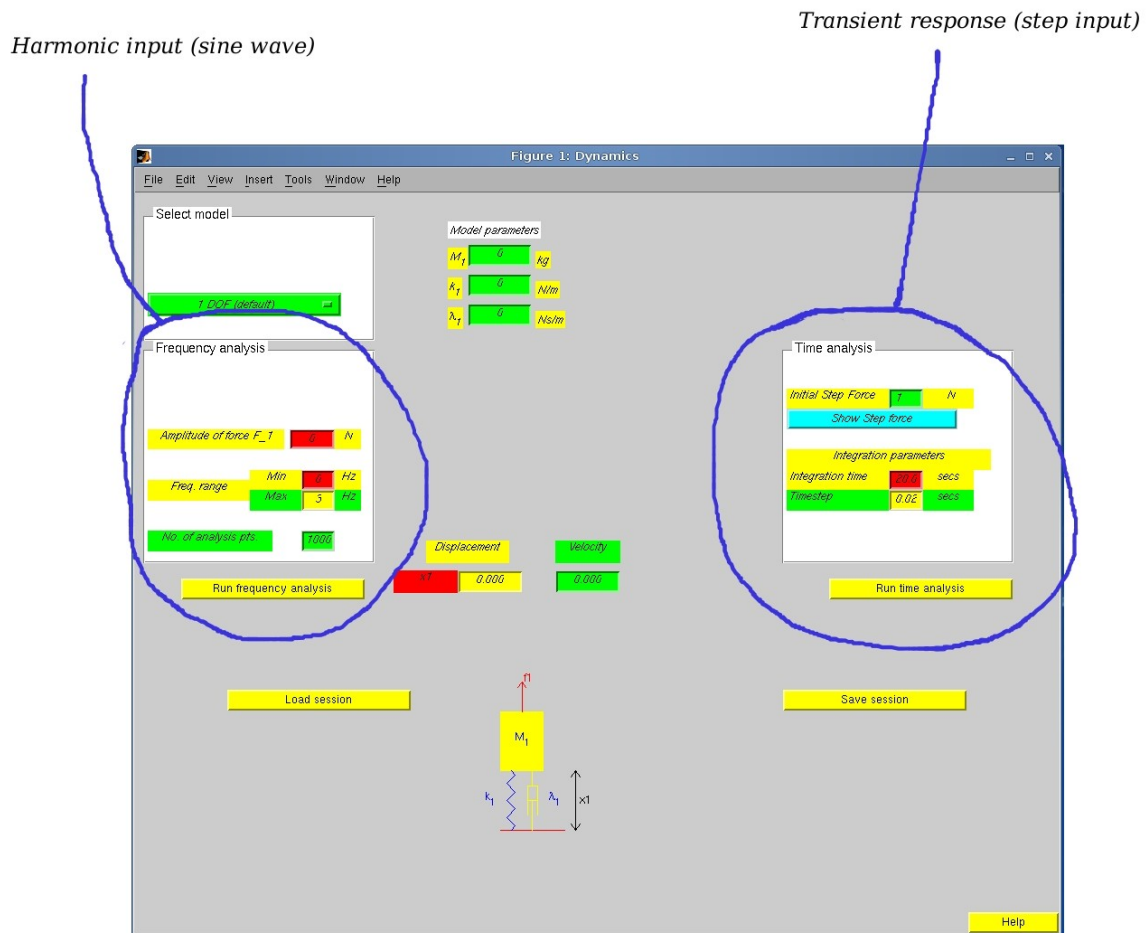 Transient response (step input)
Harmonic input (sine wave)
Figure 1: Dynamics
File Edit View Insert Tools Window Help
Select model
1 DOF (default)
Model parameters
M1 0 kg
k1 0 N/m
λ1 0 Ns/m
Frequency analysis
Amplitude of force F_1 0 N
Freq. range
Min 0 Hz
Max 5 Hz
No. of analysis pts. 1000
Run frequency analysis
Displacement Velocity
x1 0.000 0.000
Time analysis
Initial Step Force 1 N
Show Step force
Integration parameters
Integration time 20.0 secs
Timestep 0.02 secs
Run time analysis
Load session
Save session
f1
M1
k1 λ1 x1
Help